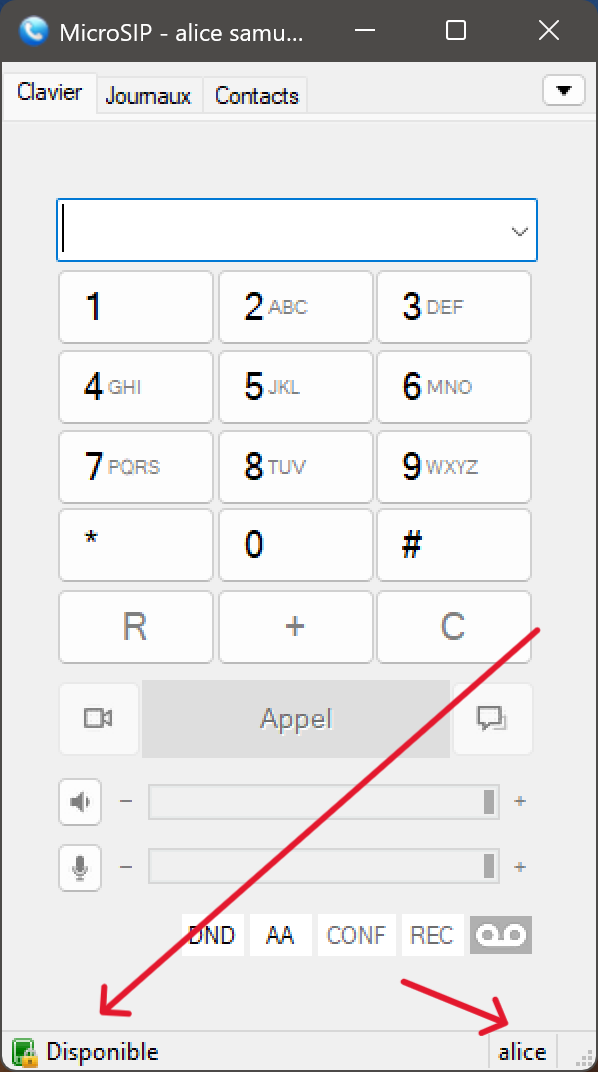 MicroSIP - alice samu...
Clavier Journaux Contacts
1 2 ABC 3 DEF
4 GHI 5 JKL 6 MNO
7 PQRS 8 TUV 9 WXYZ
* 0 #
R + C
Appel
- +
- +
DND AA CONF REC
Disponible alice